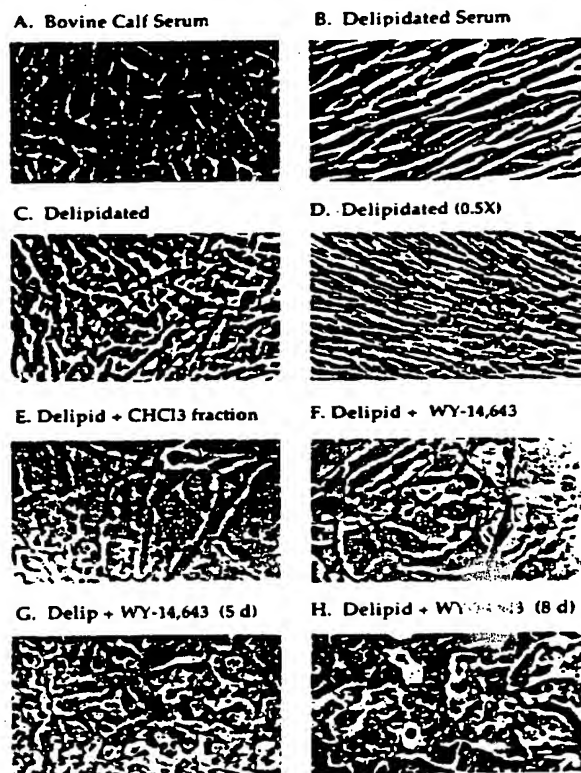 A. Bovine Calf Serum
B. Delipidated Serum
C. Delipidated
D. Delipidated (0.5X)
E. Delipid + CHCl3 fraction
F. Delipid + WY-14,643
G. Delip + WY-14,643 (5 d)
H. Delipid + (8 d)